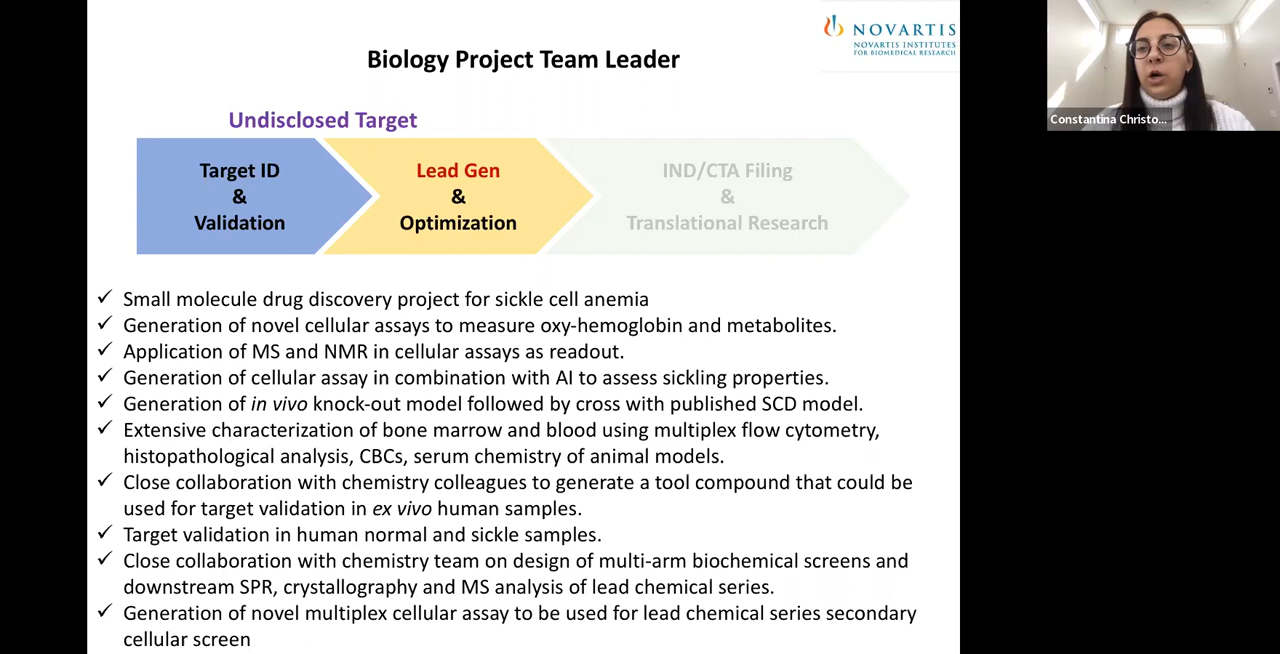 NOVARTIS
NOVARTIS INSTITUTES
FOR BIOMEDICAL RESEARCH
Biology Project Team Leader
Constantina Christo...
Undisclosed Target
Target ID
&
Validation
Lead Gen
&
Optimization
IND/CTA Filing
&
Translational Research
✓ Small molecule drug discovery project for sickle cell anemia
✓ Generation of novel cellular assays to measure oxy-hemoglobin and metabolites.
✓ Application of MS and NMR in cellular assays as readout.
✓ Generation of cellular assay in combination with AI to assess sickling properties.
✓ Generation of in vivo knock-out model followed by cross with published SCD model.
✓ Extensive characterization of bone marrow and blood using multiplex flow cytometry,
histopathological analysis, CBCs, serum chemistry of animal models.
✓ Close collaboration with chemistry colleagues to generate a tool compound that could be
used for target validation in ex vivo human samples.
✓ Target validation in human normal and sickle samples.
✓ Close collaboration with chemistry team on design of multi-arm biochemical screens and
downstream SPR, crystallography and MS analysis of lead chemical series.
✓ Generation of novel multiplex cellular assay to be used for lead chemical series secondary
cellular screen